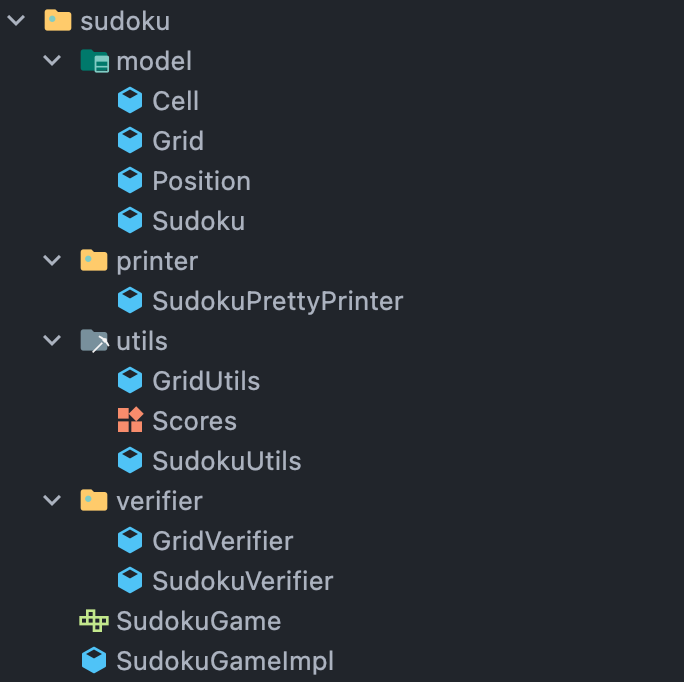 sudoku
model
Cell
Grid
Position
Sudoku
printer
SudokuPrettyPrinter
utils
GridUtils
Scores
SudokuUtils
verifier
GridVerifier
SudokuVerifier
SudokuGame
SudokuGameImpl